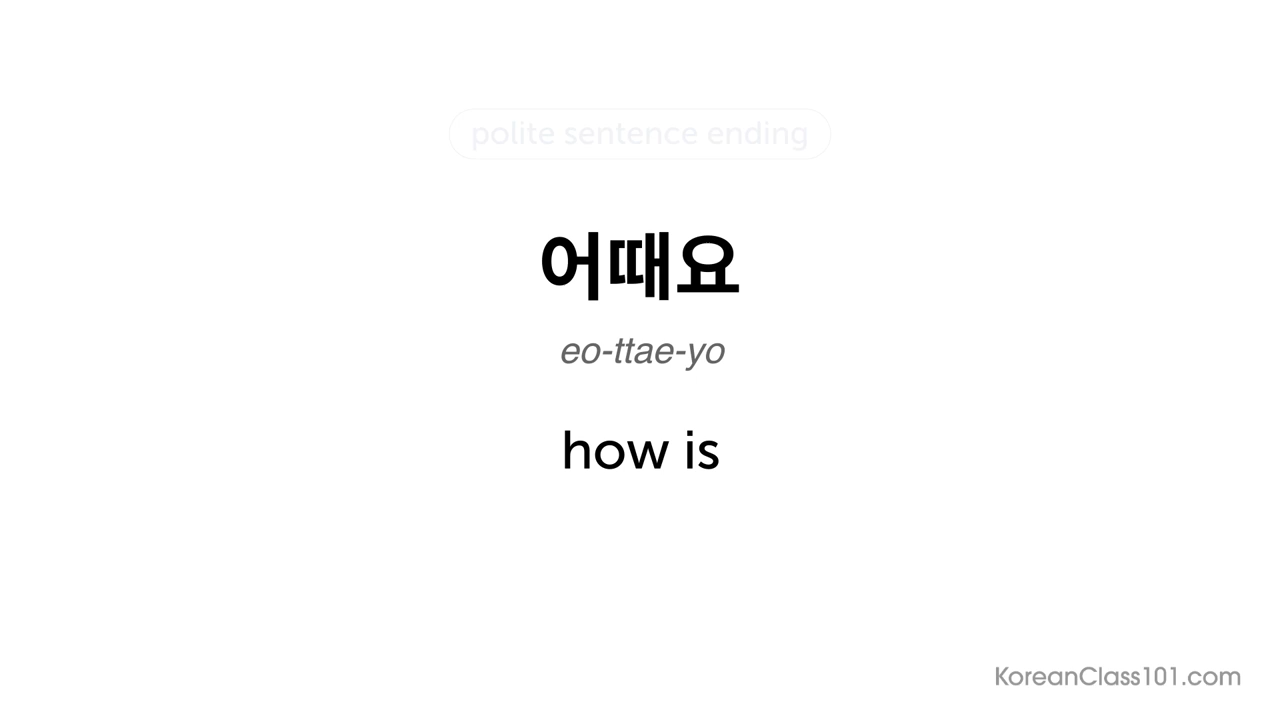 polite sentence ending
어때요
eo-ttae-yo
how is
KoreanClass101.com